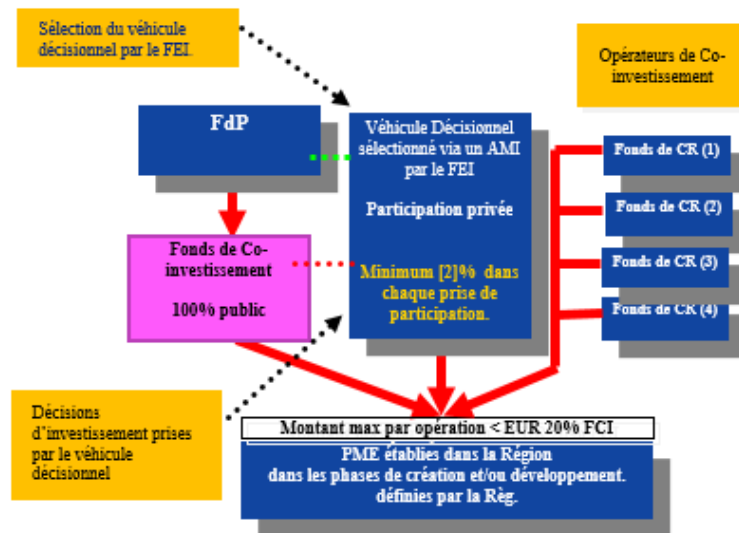 Sélection du véhicule
décisionnel par le FEI.
Opérateurs de Co-
investissement
FdP
Véhicule Décisionnel
sélectionné via un AMI
par le FEI
Participation privée
Minimum [2]% dans
chaque prise de
participation.
Fonds de CR (1)
Fonds de CR (2)
Fonds de CR (3)
Fonds de CR (4)
Fonds de Co-
investissement
100% public
Décisions
d'investissement prises
par le véhicule
décisionnel
Montant max par opération < EUR 20% FCI
PME établies dans la Région
dans les phases de création et/ou développement.
définies par la Rég.